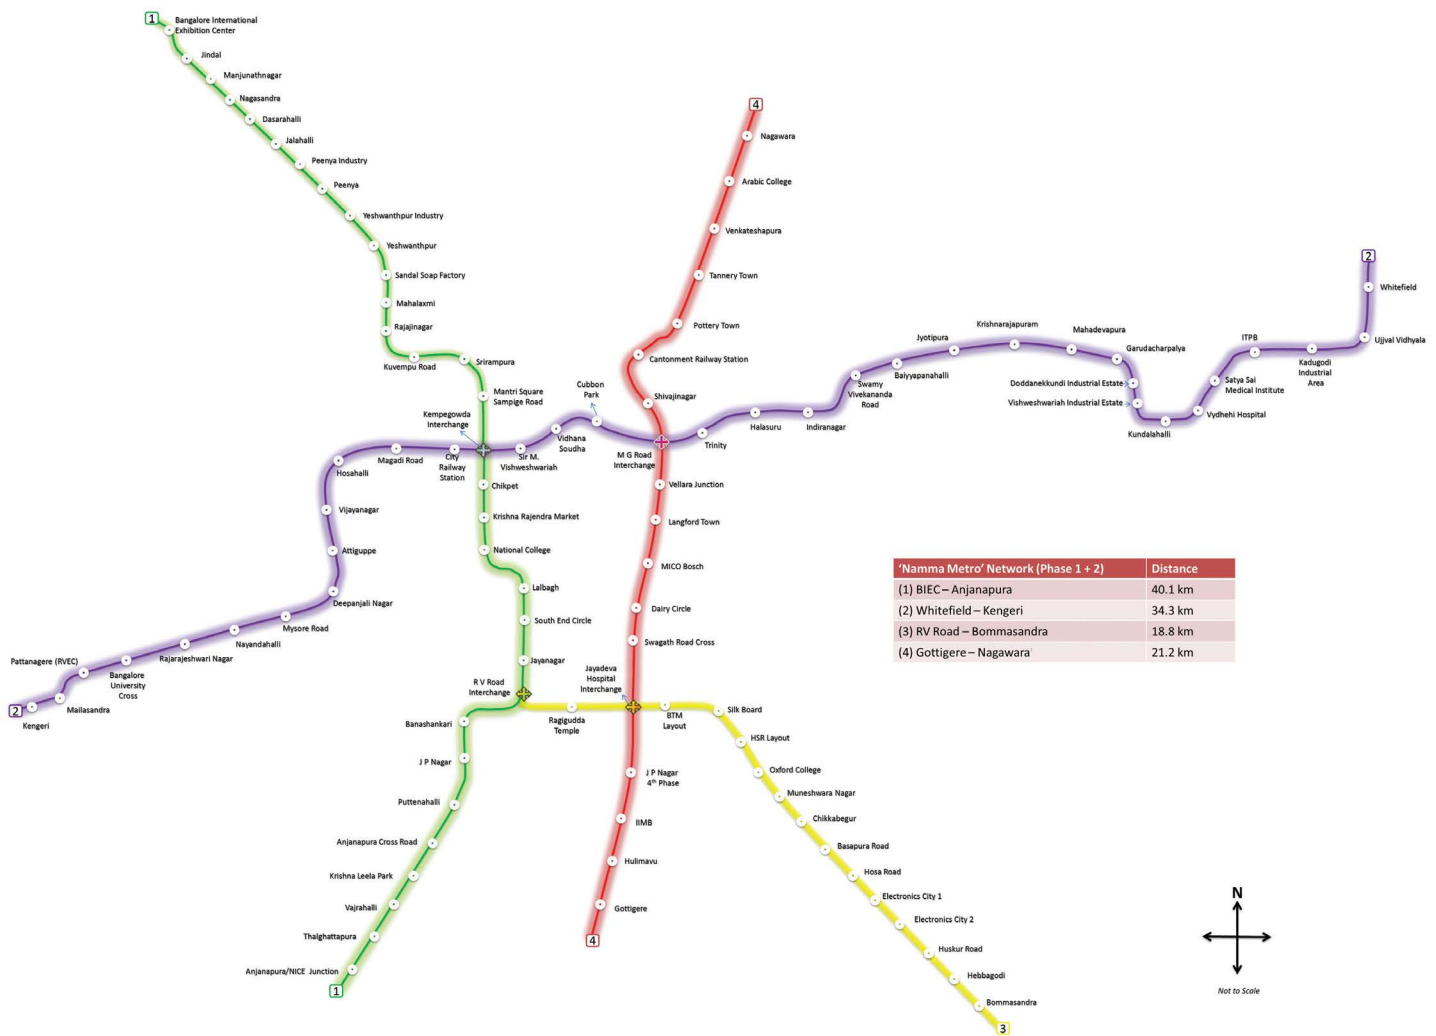 1
Bangalore International
Exhibition Center
Jindal
Manjunathnagar
Nagasandra
Dasarahalli
Jalahalli
Peenya Industry
Peenya
Yeshwanthpur Industry
Yeshwanthpur
Sandal Soap Factory
Mahalaxmi
Rajajinagar
Kuvempu Road
Srirampura
Mantri Square
Sampige Road
Kempegowda
Interchange
Chikpet
Krishna Rajendra Market
National College
Lalbagh
South End Circle
Jayanagar
R V Road
Interchange
Banashankari
J P Nagar
Puttenahalli
Anjanapura Cross Road
Krishna Leela Park
Vajrahalli
Thalghattapura
Anjanapura/NICE Junction
1
4
Nagawara
Arabic College
Venkateshapura
Tannery Town
Pottery Town
Cantonment Railway Station
Shivajinagar
M G Road
Interchange
Vellara Junction
Langford Town
MICO Bosch
Dairy Circle
Swagath Road Cross
Jayadeva
Hospital
Interchange
J P Nagar
4th Phase
IIMB
Hulimavu
Gottigere
4
2
Whitefield
Ujjval Vidhyala
Kadugodi
Industrial
Area
ITPB
Satya Sai
Medical Institute
Vydhehi Hospital
Kundalahalli
Vishweshwariah Industrial Estate
Doddanekkundi Industrial Estate
Garudacharpalya
Mahadevapura
Krishnarajapuram
Jyotipura
Baiyyapanahalli
Swamy
Vivekananda
Road
Indiranagar
Halasuru
Trinity
Cubbon
Park
Vidhana
Soudha
Sir M.
Vishweshwariah
City
Railway
Station
Magadi Road
Hosahalli
Vijayanagar
Attiguppe
Deepanjali Nagar
Mysore Road
Nayandahalli
Rajarajeshwari Nagar
Bangalore
University
Cross
Pattanagere (RVEC)
Mailasandra
Kengeri
2
Ragigudda
Temple
BTM
Layout
Silk Board
HSR Layout
Oxford College
Muneshwara Nagar
Chikkabegur
Basapura Road
Hosa Road
Electronics City 1
Electronics City 2
Huskur Road
Hebbagodi
Bommasandra
3
‘Namma Metro’ Network (Phase 1 + 2) Distance
(1) BIEC – Anjanapura 40.1 km
(2) Whitefield – Kengeri 34.3 km
(3) RV Road – Bommasandra 18.8 km
(4) Gottigere – Nagawara 21.2 km
N
Not to Scale